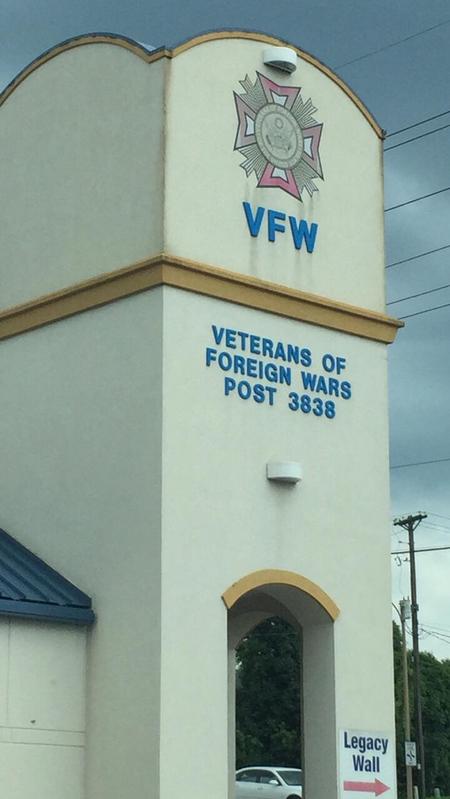 VFW
VETERANS OF
FOREIGN WARS
POST 3838
Legacy
Wall